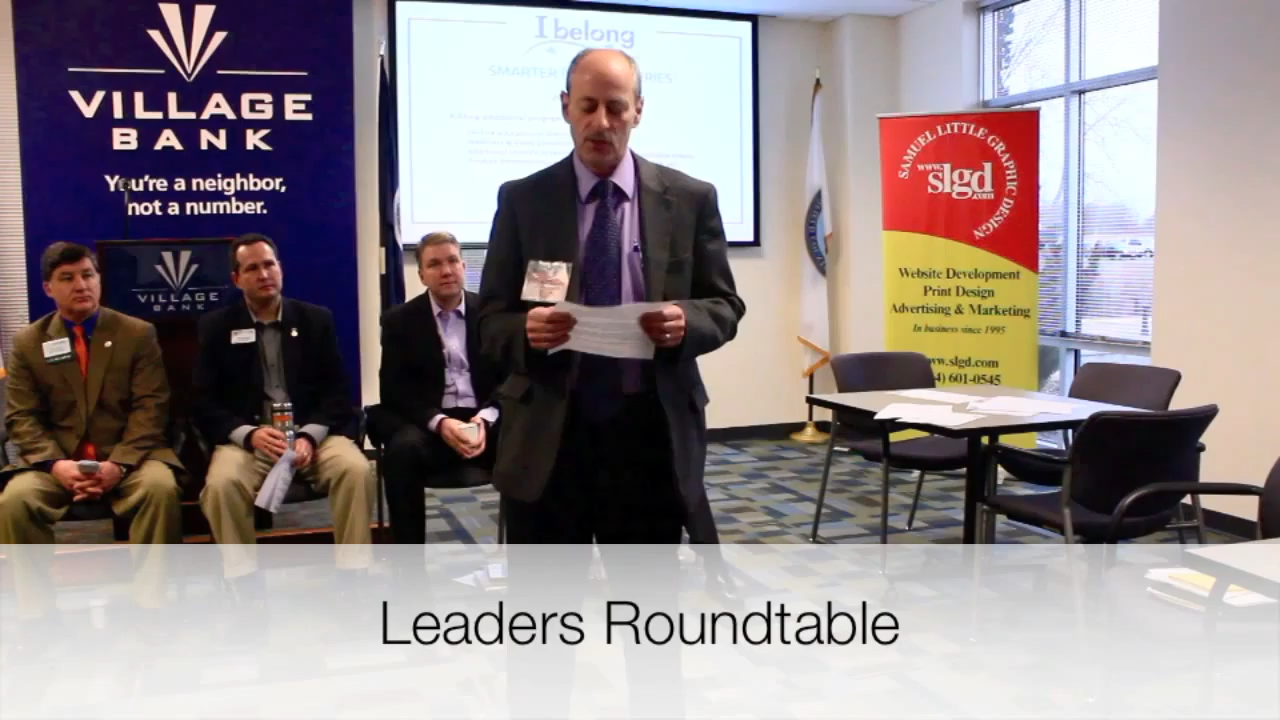 VILLAGE
BANK
You're a neighbor,
not a number.
VILLAGE
BANK
I belong
SAMUEL LITTLE GRAPHIC DESIGN
www.
slgd
.com
Website Development
Print Design
Advertising & Marketing
In business since 1995
www.slgd.com
4) 601-0545
Leaders Roundtable